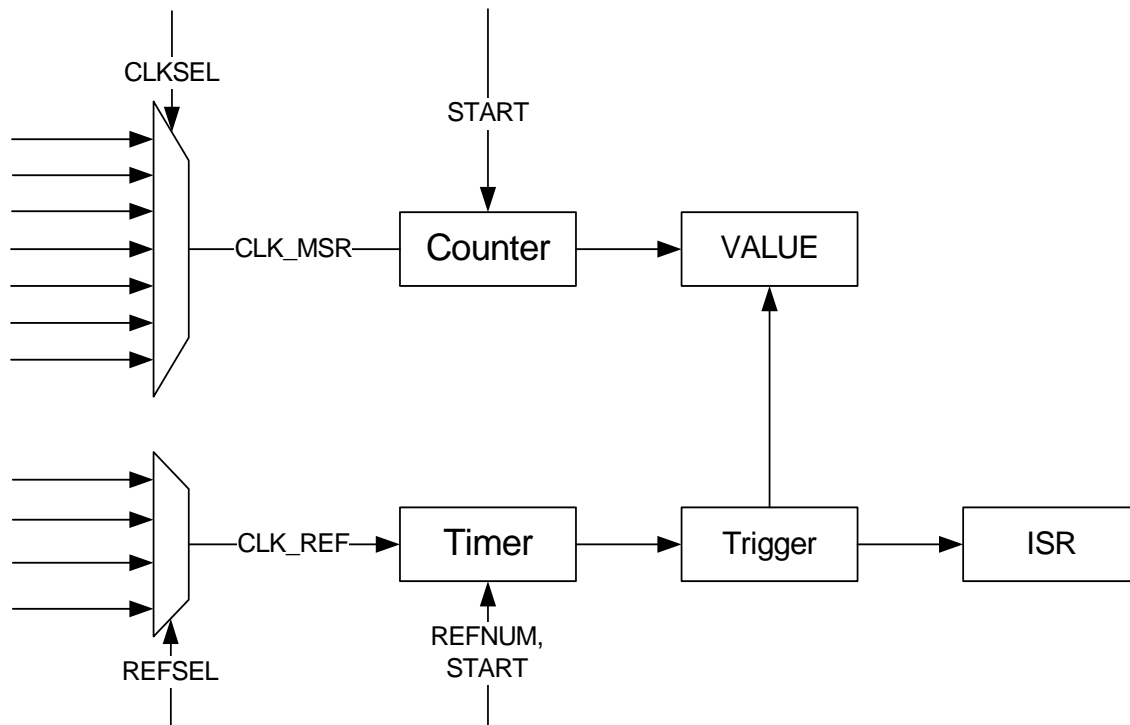 CLKSEL
START
CLK_MSR
Counter
VALUE
CLK_REF
Timer
Trigger
ISR
REFNUM,
START
REFSEL